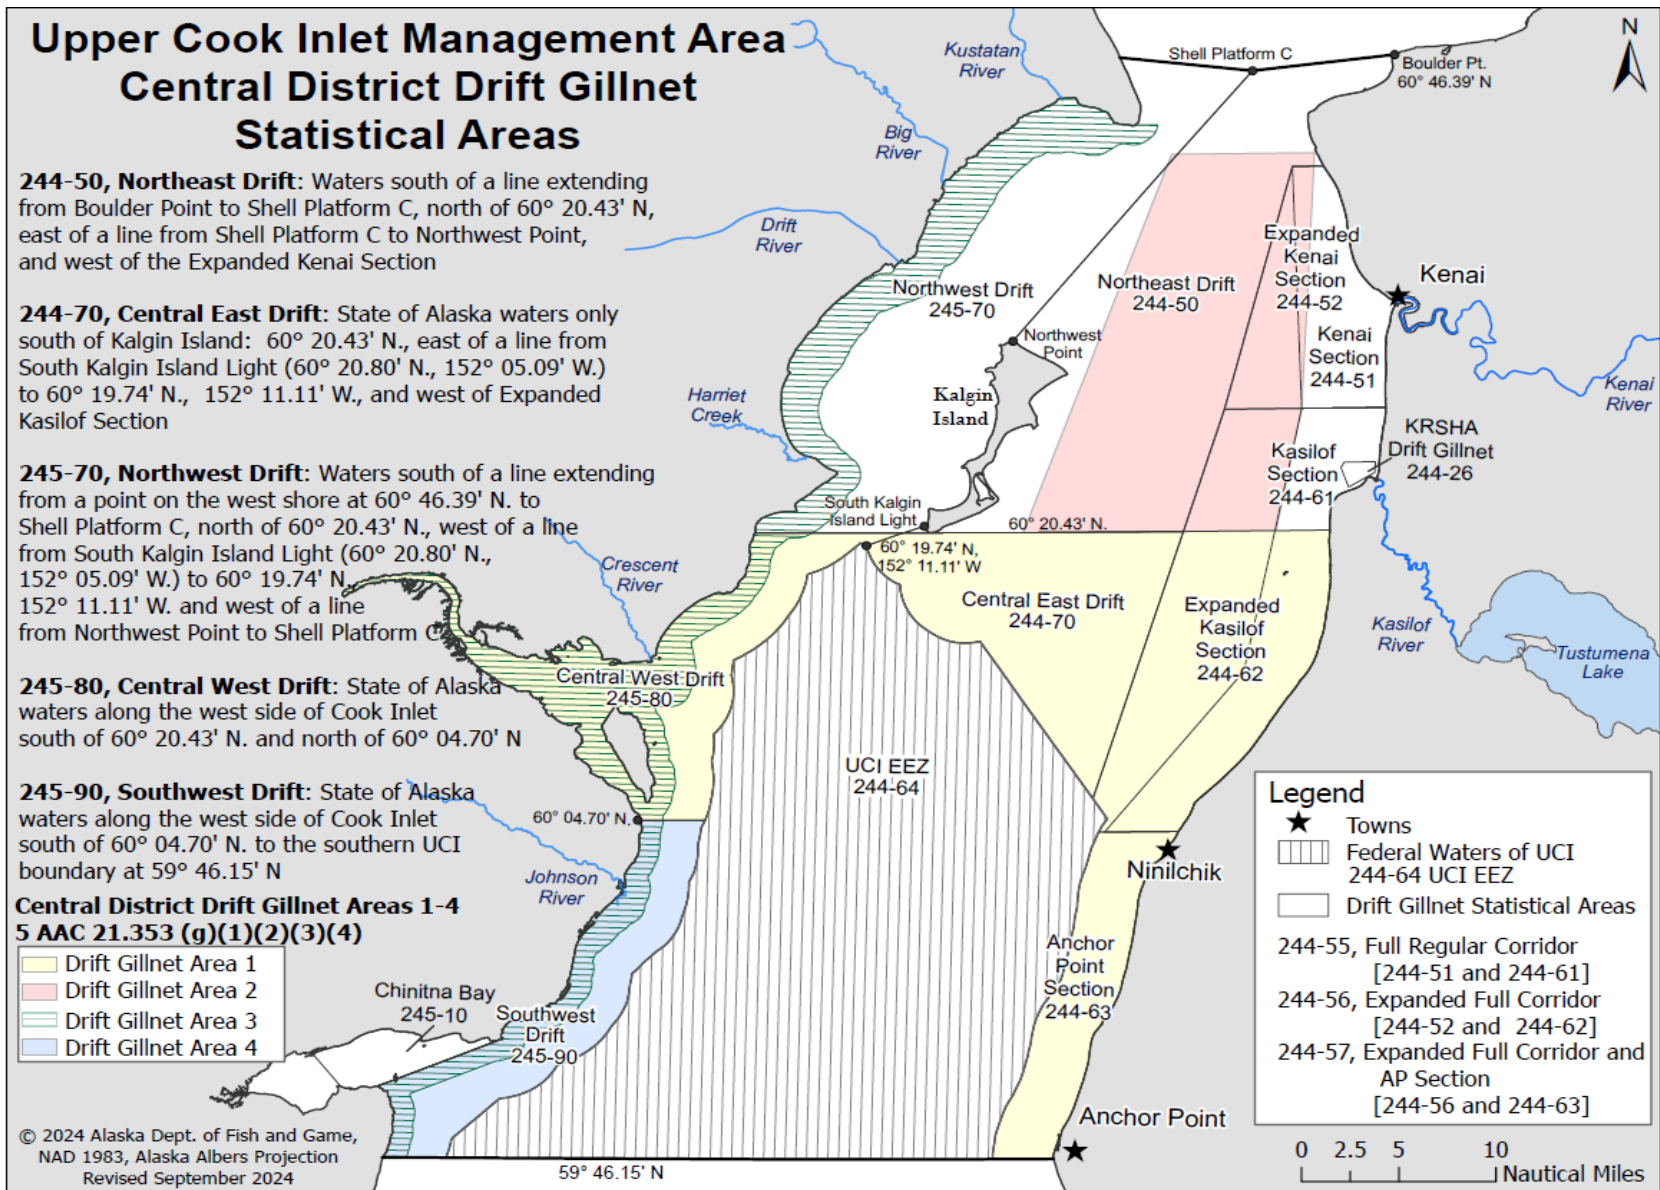 Upper Cook Inlet Management Area
Central District Drift Gillnet
Statistical Areas
244-50, Northeast Drift: Waters south of a line extending
from Boulder Point to Shell Platform C, north of 60° 20.43' N,
east of a line from Shell Platform C to Northwest Point,
and west of the Expanded Kenai Section
244-70, Central East Drift: State of Alaska waters only
south of Kalgin Island: 60° 20.43' N., east of a line from
South Kalgin Island Light (60° 20.80' N., 152° 05.09' W.)
to 60° 19.74' N., 152° 11.11' W., and west of Expanded
Kasilof Section
245-70, Northwest Drift: Waters south of a line extending
from a point on the west shore at 60° 46.39' N. to
Shell Platform C, north of 60° 20.43' N., west of a line
from South Kalgin Island Light (60° 20.80' N.,
152° 05.09' W.) to 60° 19.74' N.,
152° 11.11' W. and west of a line
from Northwest Point to Shell Platform C
245-80, Central West Drift: State of Alaska
waters along the west side of Cook Inlet
south of 60° 20.43' N. and north of 60° 04.70' N
245-90, Southwest Drift: State of Alaska
waters along the west side of Cook Inlet
south of 60° 04.70' N. to the southern UCI
boundary at 59° 46.15' N
Central District Drift Gillnet Areas 1-4
5 AAC 21.353 (g)(1)(2)(3)(4)
Drift Gillnet Area 1
Drift Gillnet Area 2
Drift Gillnet Area 3
Drift Gillnet Area 4
© 2024 Alaska Dept. of Fish and Game,
NAD 1983, Alaska Albers Projection
Revised September 2024
Kustatan
River
Big
River
Drift
River
Harriet
Creek
Crescent
River
Johnson
River
Chinitna Bay
245-10
Shell Platform C
Boulder Pt.
60° 46.39' N
N
Northwest Drift
245-70
Northeast Drift
244-50
Expanded
Kenai
Section
244-52
Kenai
Section
244-51
Kenai
Kenai
River
Northwest
Point
Kalgin
Island
South Kalgin
Island Light
60° 20.43' N.
60° 19.74' N,
152° 11.11' W
Kasilof
Section
244-61
KRSHA
Drift Gillnet
244-26
Central East Drift
244-70
Expanded
Kasilof
Section
244-62
Kasilof
River
Tustumena
Lake
Central West Drift
245-80
UCI EEZ
244-64
60° 04.70' N.
Ninilchik
Anchor
Point
Section
244-63
Southwest
Drift
245-90
Anchor Point
59° 46.15' N
Legend
Towns
Federal Waters of UCI
244-64 UCI EEZ
Drift Gillnet Statistical Areas
244-55, Full Regular Corridor
[244-51 and 244-61]
244-56, Expanded Full Corridor
[244-52 and 244-62]
244-57, Expanded Full Corridor and
AP Section
[244-56 and 244-63]
0 2.5 5 10
Nautical Miles